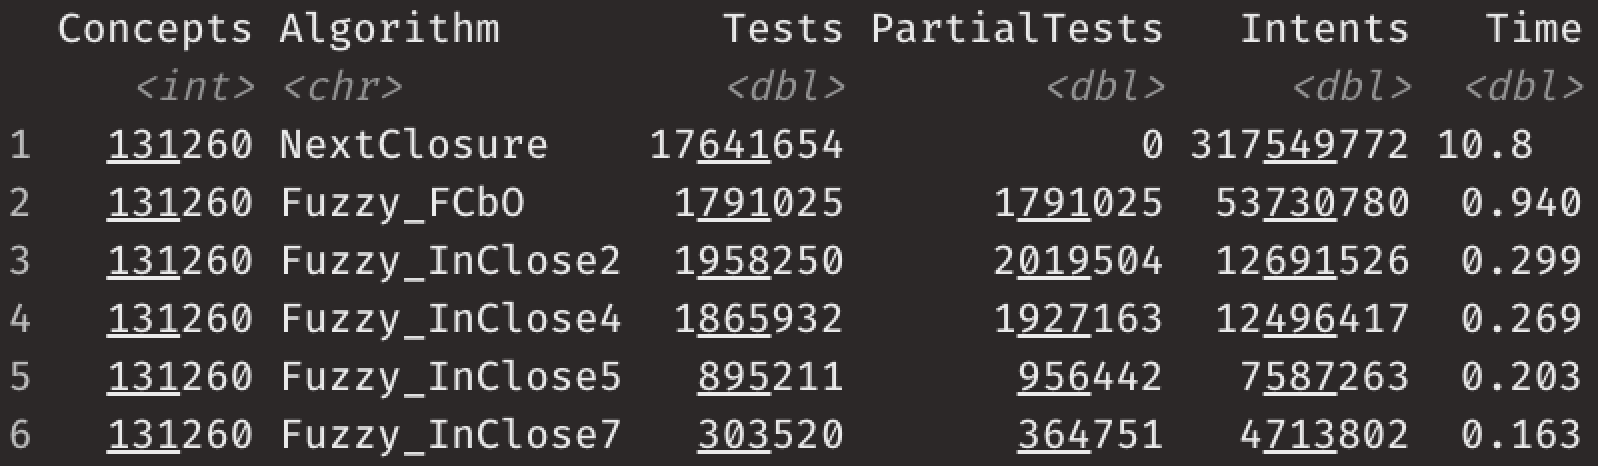 Concepts Algorithm Tests PartialTests Intents Time
<int> <chr> <dbl> <dbl> <dbl> <dbl>
1 131260 NextClosure 17641654 0 317549772 10.8
2 131260 Fuzzy_FCbO 1791025 1791025 53730780 0.940
3 131260 Fuzzy_InClose2 1958250 2019504 12691526 0.299
4 131260 Fuzzy_InClose4 1865932 1927163 12496417 0.269
5 131260 Fuzzy_InClose5 895211 956442 7587263 0.203
6 131260 Fuzzy_InClose7 303520 364751 4713802 0.163